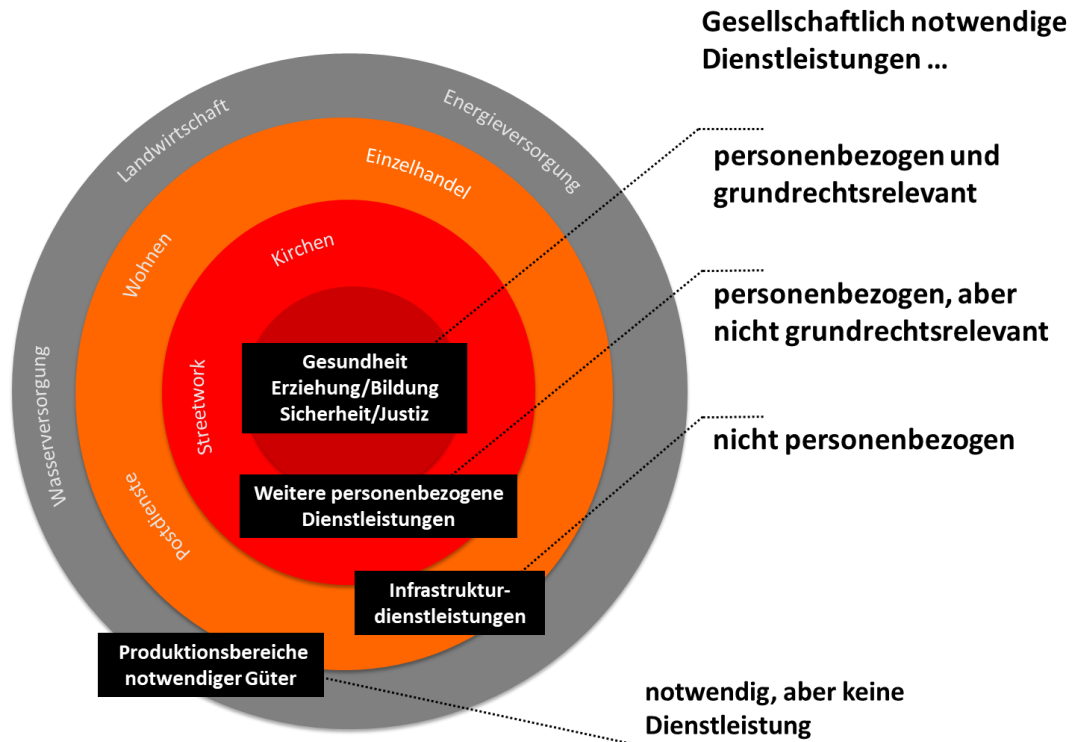 Gesellschaftlich notwendige
Dienstleistungen ...
personenbezogen und
grundrechtsrelevant
personenbezogen, aber
nicht grundrechtsrelevant
nicht personenbezogen
notwendig, aber keine
Dienstleistung
Landwirtschaft
Energieversorgung
Wasserversorgung
Einzelhandel
Wohnen
Postdienste
Kirchen
Streetwork
Gesundheit
Erziehung/Bildung
Sicherheit/Justiz
Weitere personenbezogene
Dienstleistungen
Infrastruktur-
dienstleistungen
Produktionsbereiche
notwendiger Güter